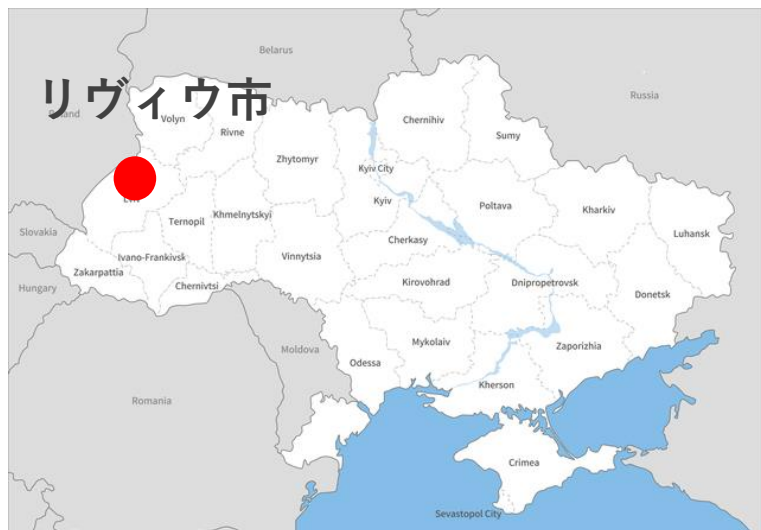 Belarus
リヴィウ市
Russia
Volyn
Rivne
Chernihiv
Sumy
Zhytomyr
Kyiv City
Kyiv
Poltava
Kharkiv
Luhansk
Ternopil
Khmelnytskyi
Slovakia
Cherkasy
Ivano-Frankivsk
Vinnytsia
Zakarpattia
Chernivtsi
Kirovohrad
Dnipropetrovsk
Hungary
Donetsk
Moldova
Mykolaiv
Zaporizhia
Odessa
Kherson
Romania
Crimea
Sevastopol City